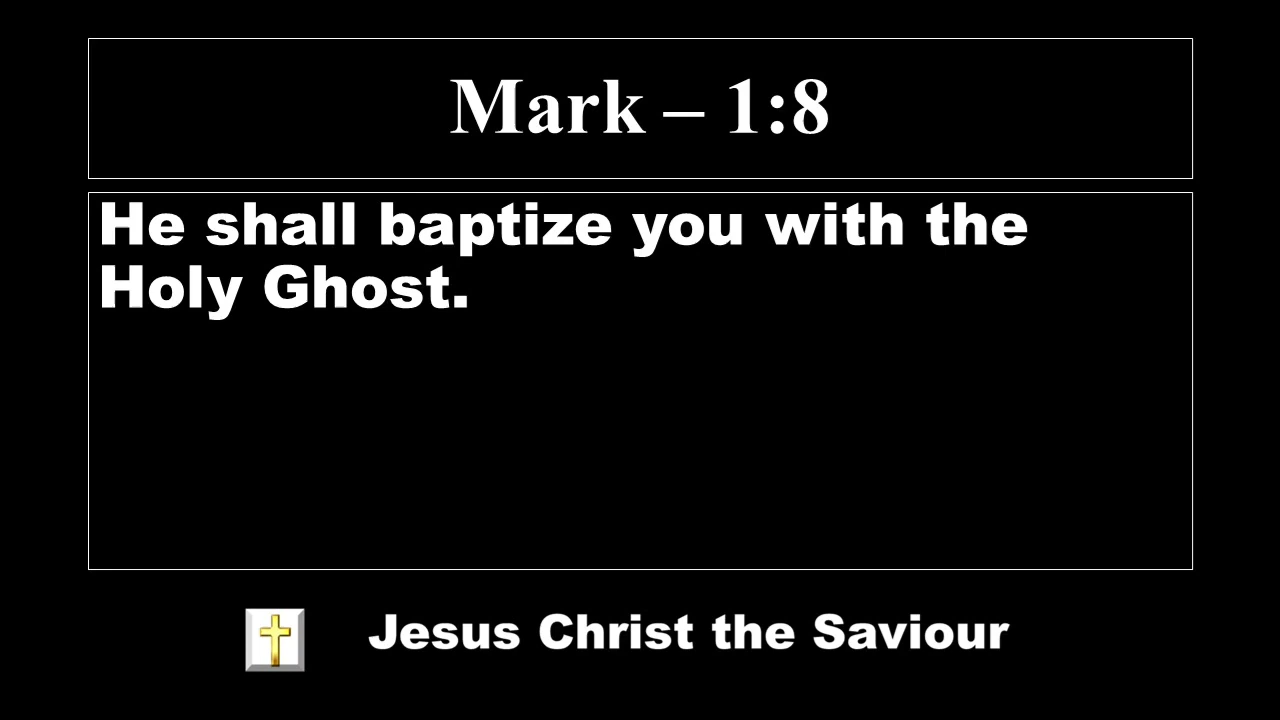 Mark – 1:8
He shall baptize you with the
Holy Ghost.
Jesus Christ the Saviour